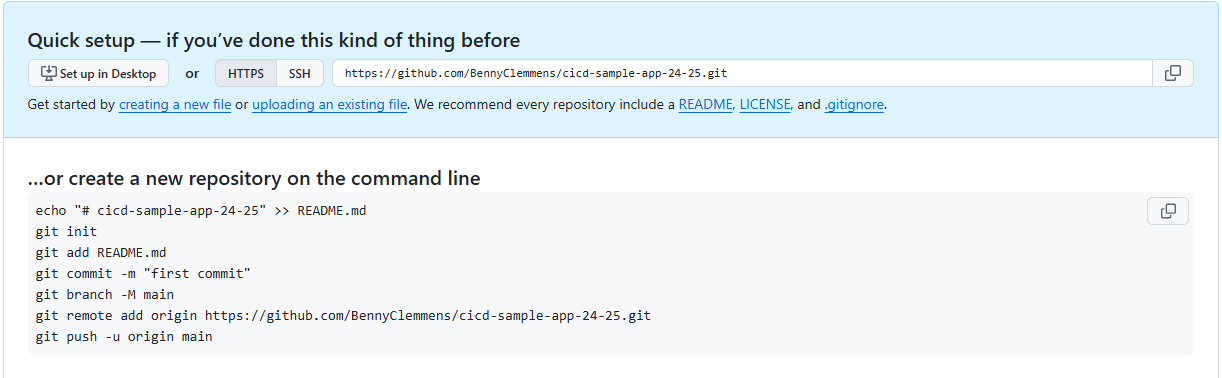 Quick setup — if you’ve done this kind of thing before
Set up in Desktop or HTTPS SSH https://github.com/BennyClemmens/cicd-sample-app-24-25.git
Get started by creating a new file or uploading an existing file. We recommend every repository include a README, LICENSE, and .gitignore.
…or create a new repository on the command line
echo "# cicd-sample-app-24-25" >> README.md
git init
git add README.md
git commit -m "first commit"
git branch -M main
git remote add origin https://github.com/BennyClemmens/cicd-sample-app-24-25.git
git push -u origin main